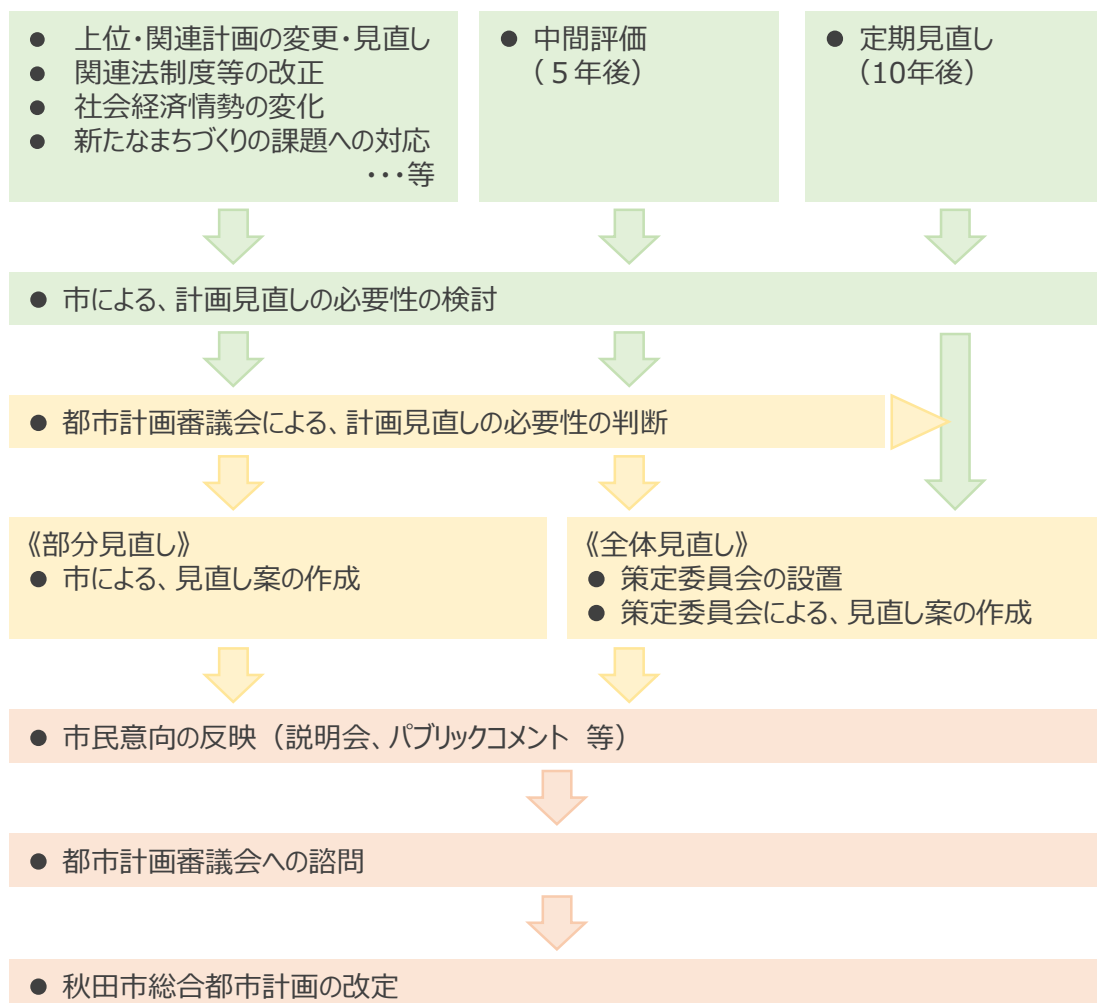 ● 上位・関連計画の変更・見直し
● 関連法制度等の改正
● 社会経済情勢の変化
● 新たなまちづくりの課題への対応
・・・等
● 中間評価
（５年後）
● 定期見直し
（10年後）
● 市による、計画見直しの必要性の検討
● 都市計画審議会による、計画見直しの必要性の判断
《部分見直し》
● 市による、見直し案の作成
《全体見直し》
● 策定委員会の設置
● 策定委員会による、見直し案の作成
● 市民意向の反映（説明会、パブリックコメント 等）
● 都市計画審議会への諮問
● 秋田市総合都市計画の改定